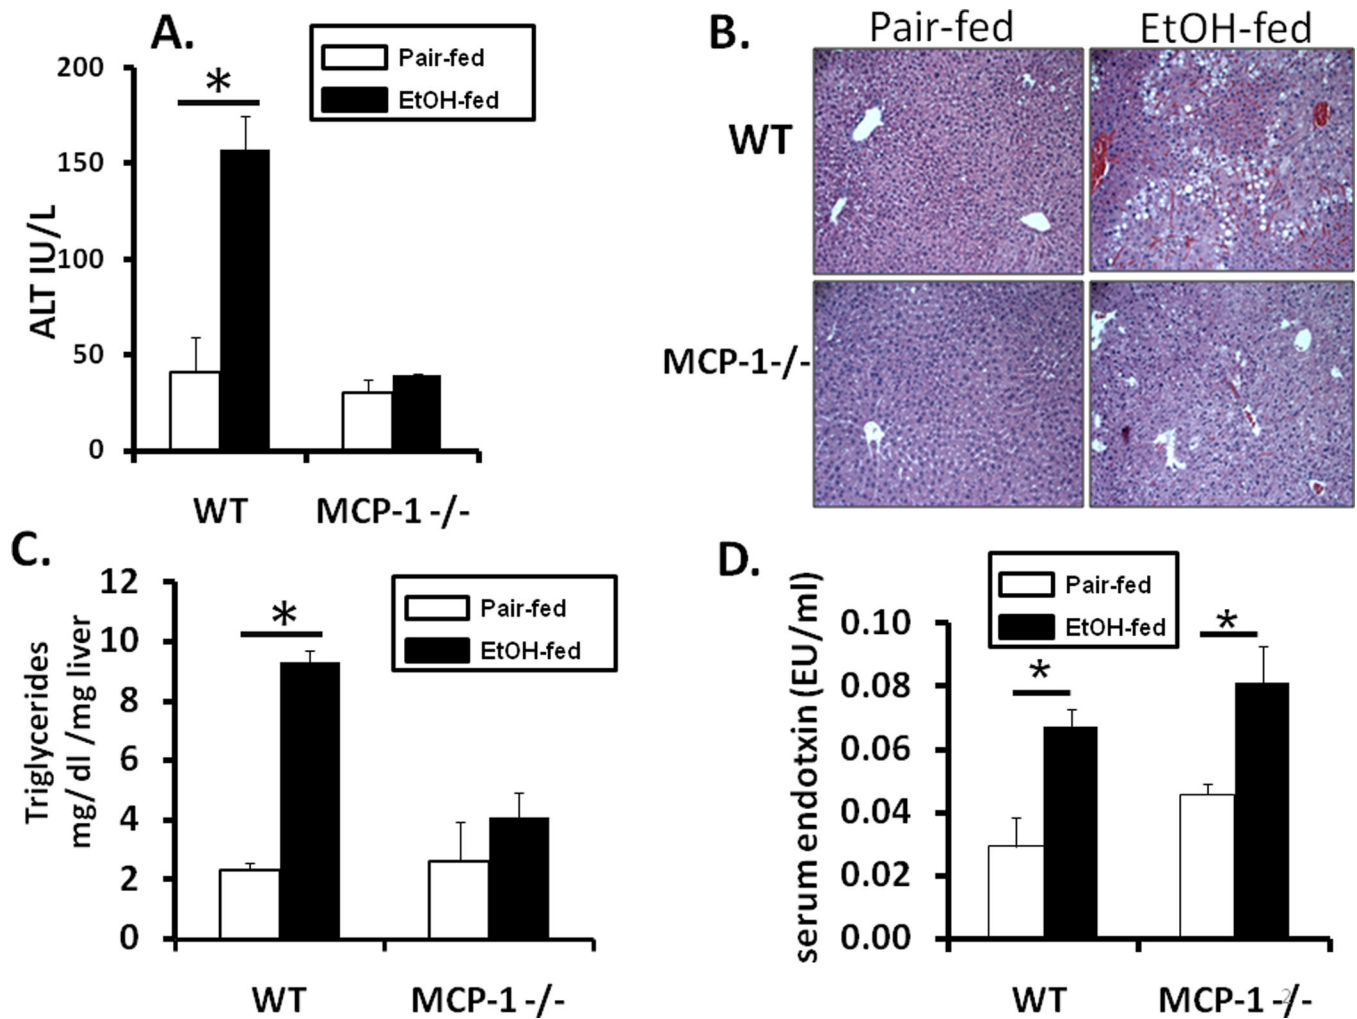 A.
Pair-fed
EtOH-fed
200
150
100
50
0
ALT IU/L
*
WT
MCP-1 -/-
B.
Pair-fed
EtOH-fed
WT
MCP-1-/-
C.
Pair-fed
EtOH-fed
12
10
8
6
4
2
0
Triglycerides
mg/ dl /mg liver
*
WT
MCP-1 -/-
D.
Pair-fed
EtOH-fed
0.10
0.08
0.06
0.04
0.02
0.00
serum endotxin (EU/ml)
*
*
WT
MCP-1 -/-
2